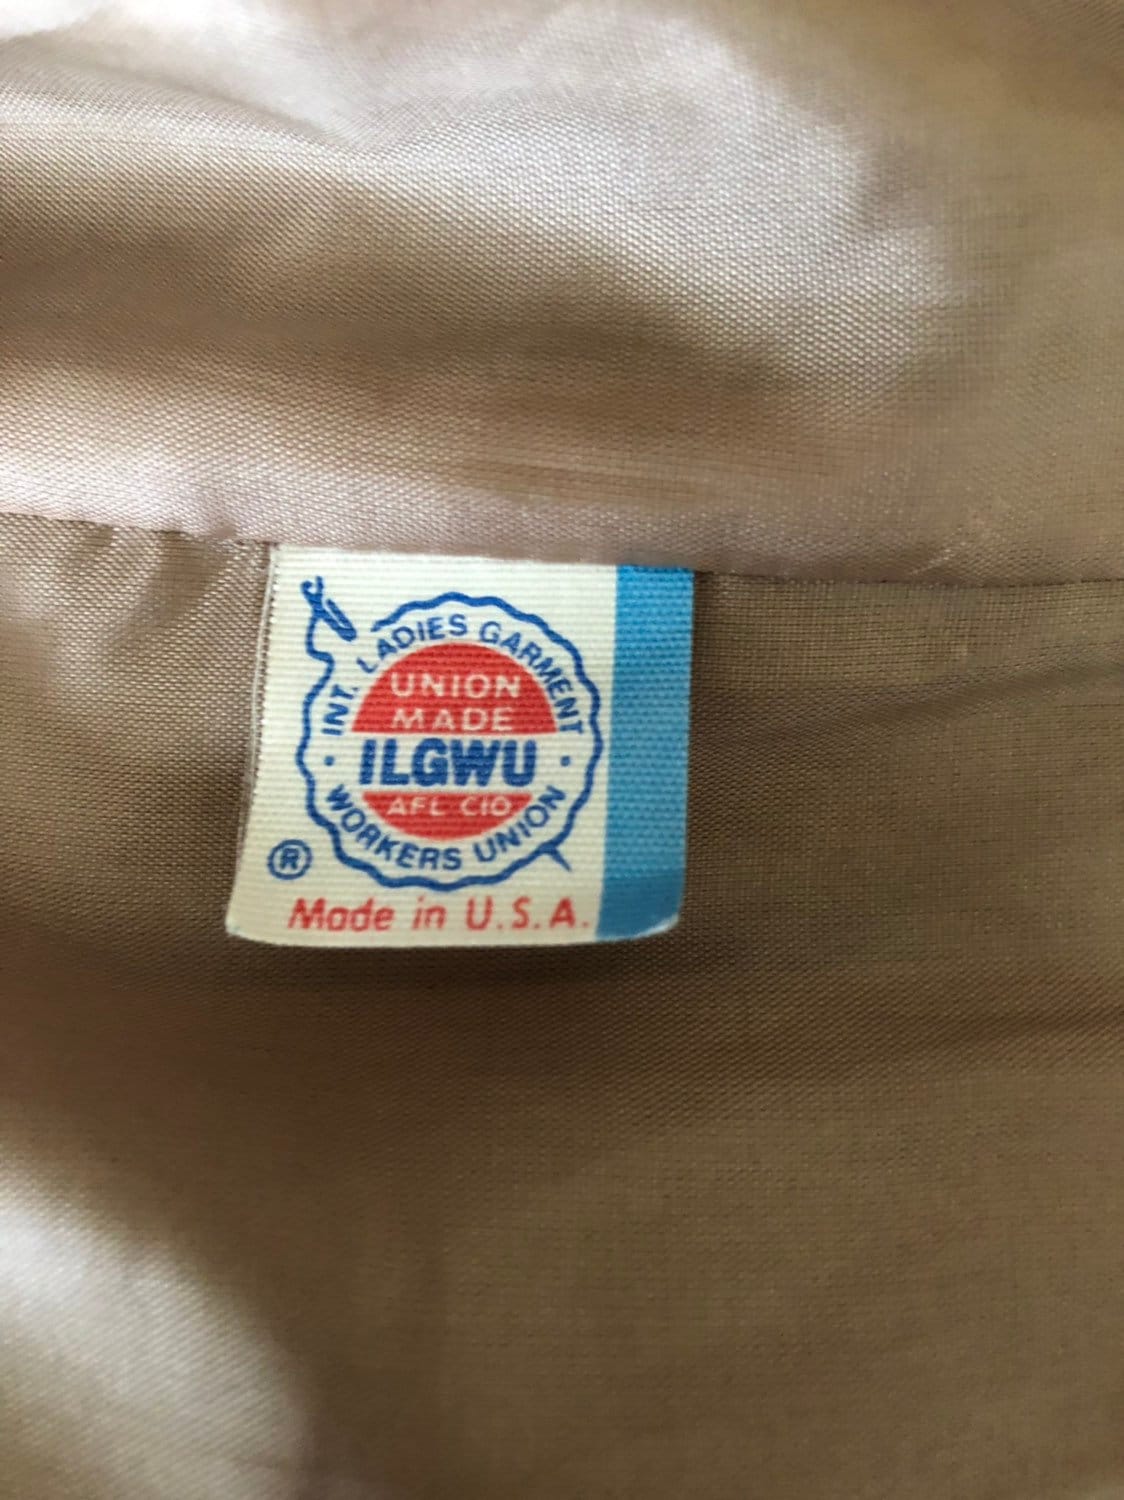 INT. LADIES GARMENT
UNION
MADE
ILGWU
AFL CIO
· WORKERS UNION ·
®
Made in U.S.A.